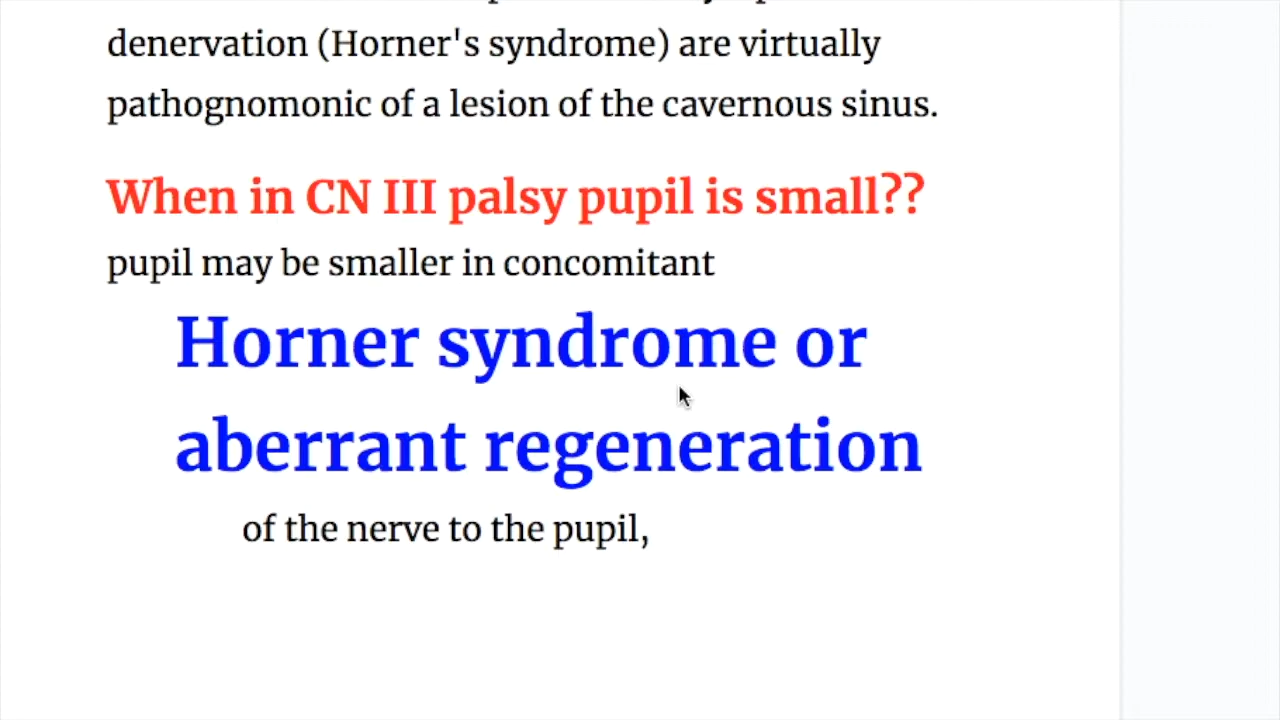 denervation (Horner's syndrome) are virtually
pathognomonic of a lesion of the cavernous sinus.
When in CN III palsy pupil is small??
pupil may be smaller in concomitant
Horner syndrome or
aberrant regeneration
of the nerve to the pupil,